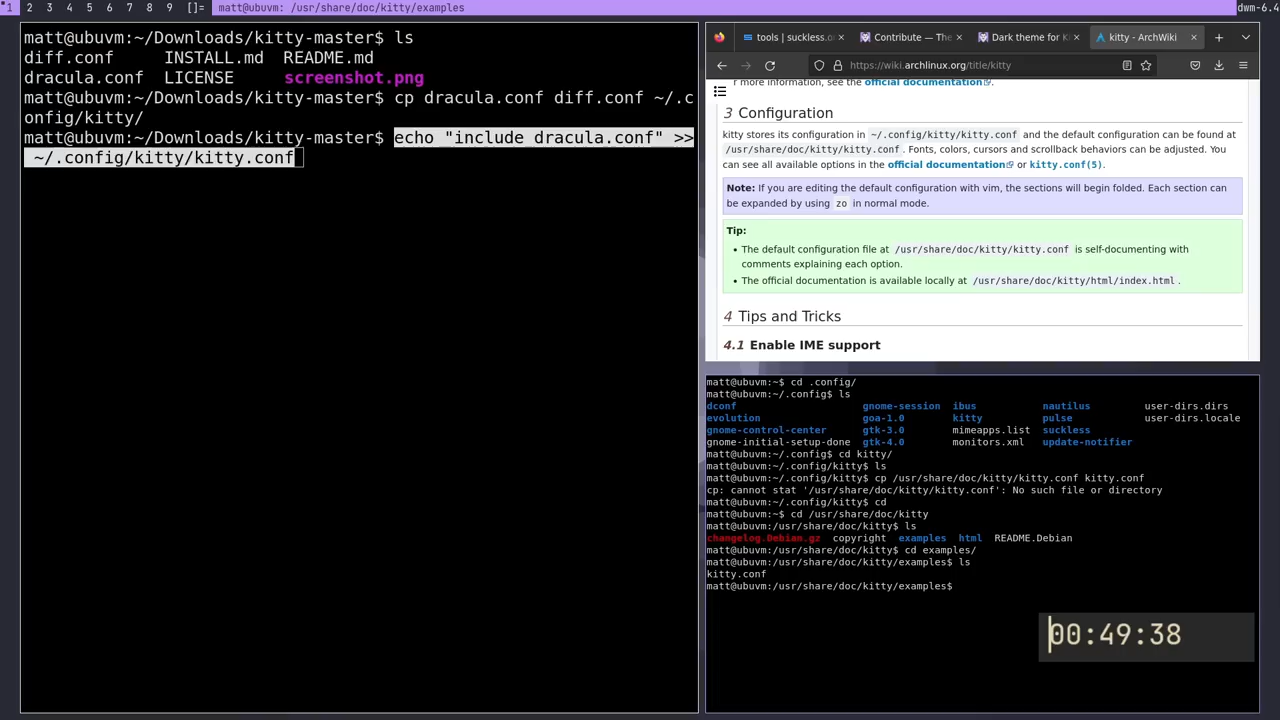 1 2 3 4 5 6 7 8 9 []= matt@ubuvm: /usr/share/doc/kitty/examples dwm-6.4
matt@ubuvm:~/Downloads/kitty-master$ ls
diff.conf INSTALL.md README.md
dracula.conf LICENSE screenshot.png
matt@ubuvm:~/Downloads/kitty-master$ cp dracula.conf diff.conf ~/.c
onfig/kitty/
matt@ubuvm:~/Downloads/kitty-master$ echo "include dracula.conf" >>
~/.config/kitty/kitty.conf
tools | suckless.o × Contribute — The × Dark theme for K × kitty - ArchWiki ×
https://wiki.archlinux.org/title/kitty
r more information, see the official documentation.
3 Configuration
kitty stores its configuration in ~/.config/kitty/kitty.conf and the default configuration can be found at
/usr/share/doc/kitty/kitty.conf. Fonts, colors, cursors and scrollback behaviors can be adjusted. You
can see all available options in the official documentation or kitty.conf(5).
Note: If you are editing the default configuration with vim, the sections will begin folded. Each section can
be expanded by using zo in normal mode.
Tip:
• The default configuration file at /usr/share/doc/kitty/kitty.conf is self-documenting with
comments explaining each option.
• The official documentation is available locally at /usr/share/doc/kitty/html/index.html.
4 Tips and Tricks
4.1 Enable IME support
matt@ubuvm:~$ cd .config/
matt@ubuvm:~/.config$ ls
dconf gnome-session ibus nautilus user-dirs.dirs
evolution goa-1.0 kitty pulse user-dirs.locale
gnome-control-center gtk-3.0 mimeapps.list suckless
gnome-initial-setup-done gtk-4.0 monitors.xml update-notifier
matt@ubuvm:~/.config$ cd kitty/
matt@ubuvm:~/.config/kitty$ ls
matt@ubuvm:~/.config/kitty$ cp /usr/share/doc/kitty/kitty.conf kitty.conf
cp: cannot stat '/usr/share/doc/kitty/kitty.conf': No such file or directory
matt@ubuvm:~/.config/kitty$ cd
matt@ubuvm:~$ cd /usr/share/doc/kitty
matt@ubuvm:/usr/share/doc/kitty$ ls
changelog.Debian.gz copyright examples html README.Debian
matt@ubuvm:/usr/share/doc/kitty$ cd examples/
matt@ubuvm:/usr/share/doc/kitty/examples$ ls
kitty.conf
matt@ubuvm:/usr/share/doc/kitty/examples$
00:49:38